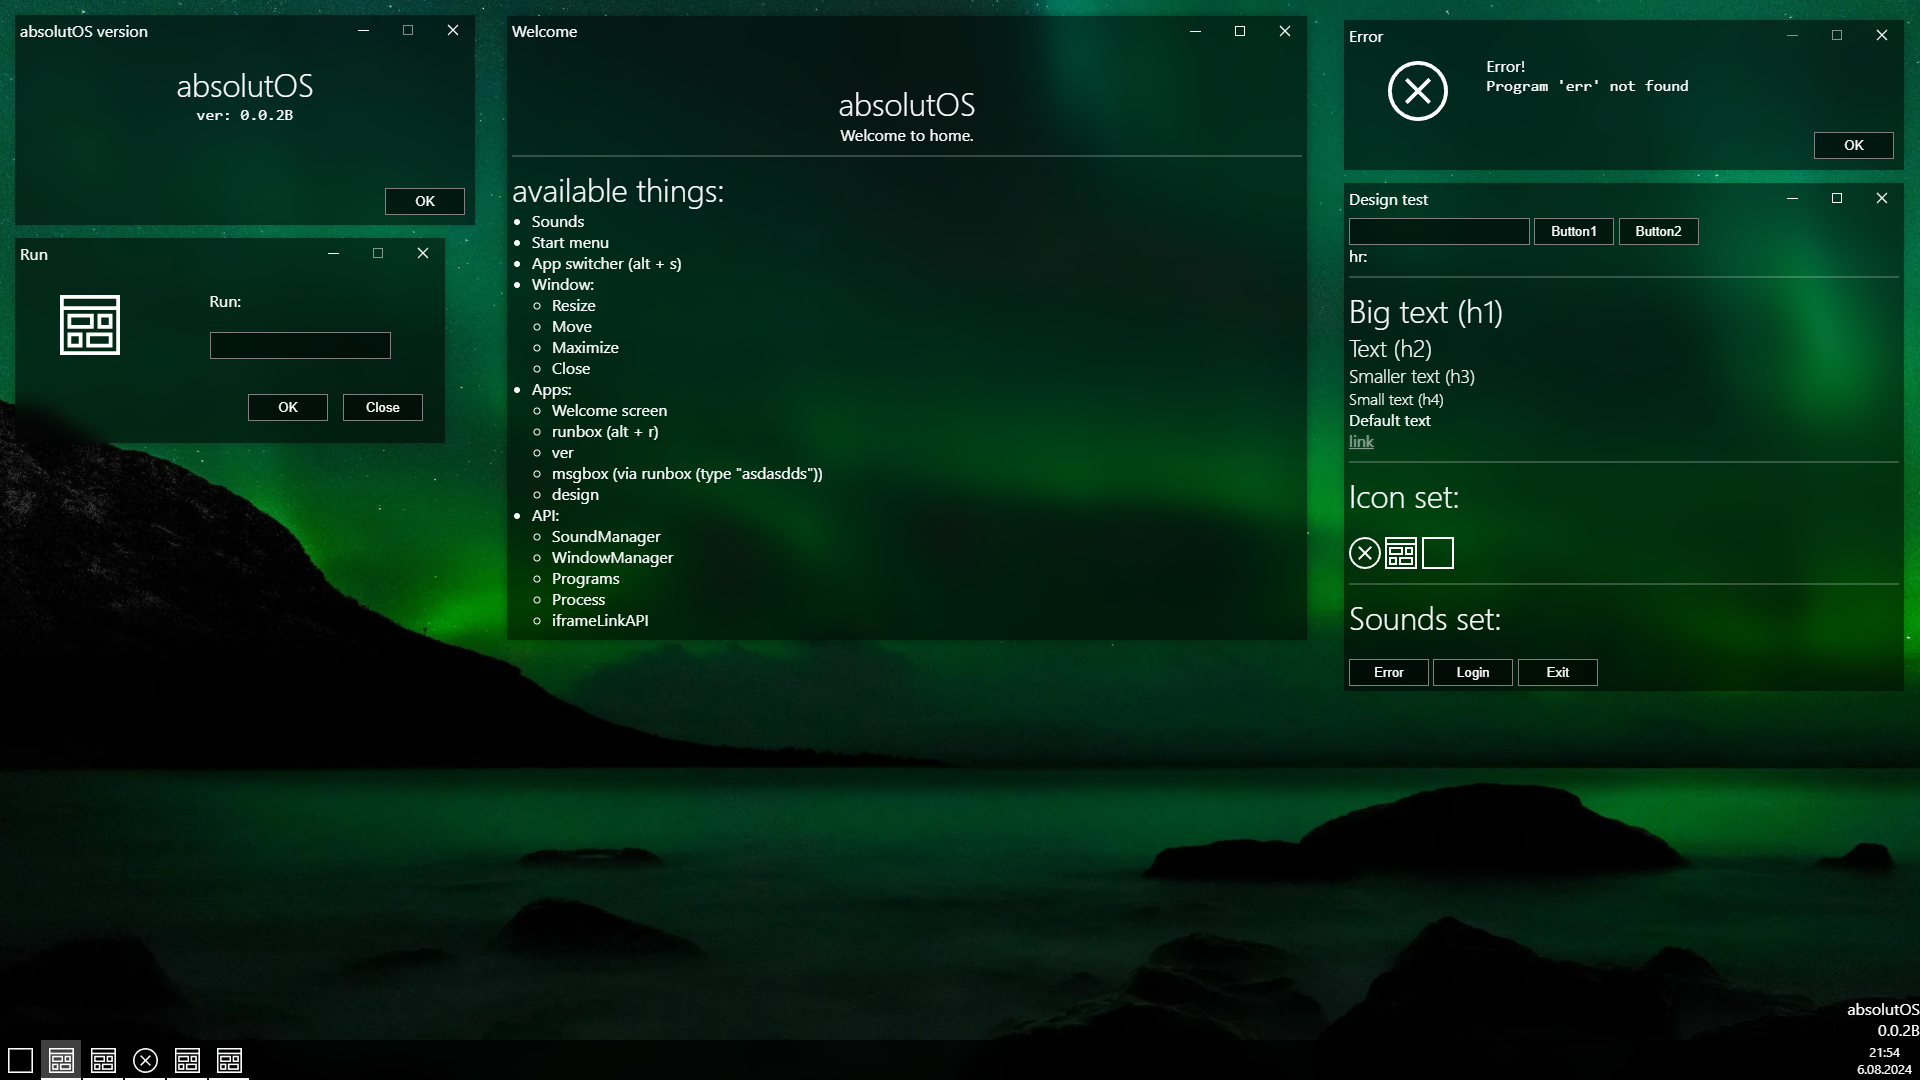 absolutOS version
absolutOS
ver: 0.0.2B
OK
Run
Run:
OK
Close
Welcome
absolutOS
Welcome to home.
available things:
Sounds
Start menu
App switcher (alt + s)
Window:
Resize
Move
Maximize
Close
Apps:
Welcome screen
runbox (alt + r)
ver
msgbox (via runbox (type "asdasdds"))
design
API:
SoundManager
WindowManager
Programs
Process
iframeLinkAPI
Error
Error!
Program 'err' not found
OK
Design test
Button1
Button2
hr:
Big text (h1)
Text (h2)
Smaller text (h3)
Small text (h4)
Default text
link
Icon set:
Sounds set:
Error
Login
Exit
absolutOS
0.0.2B
21:54
6.08.2024